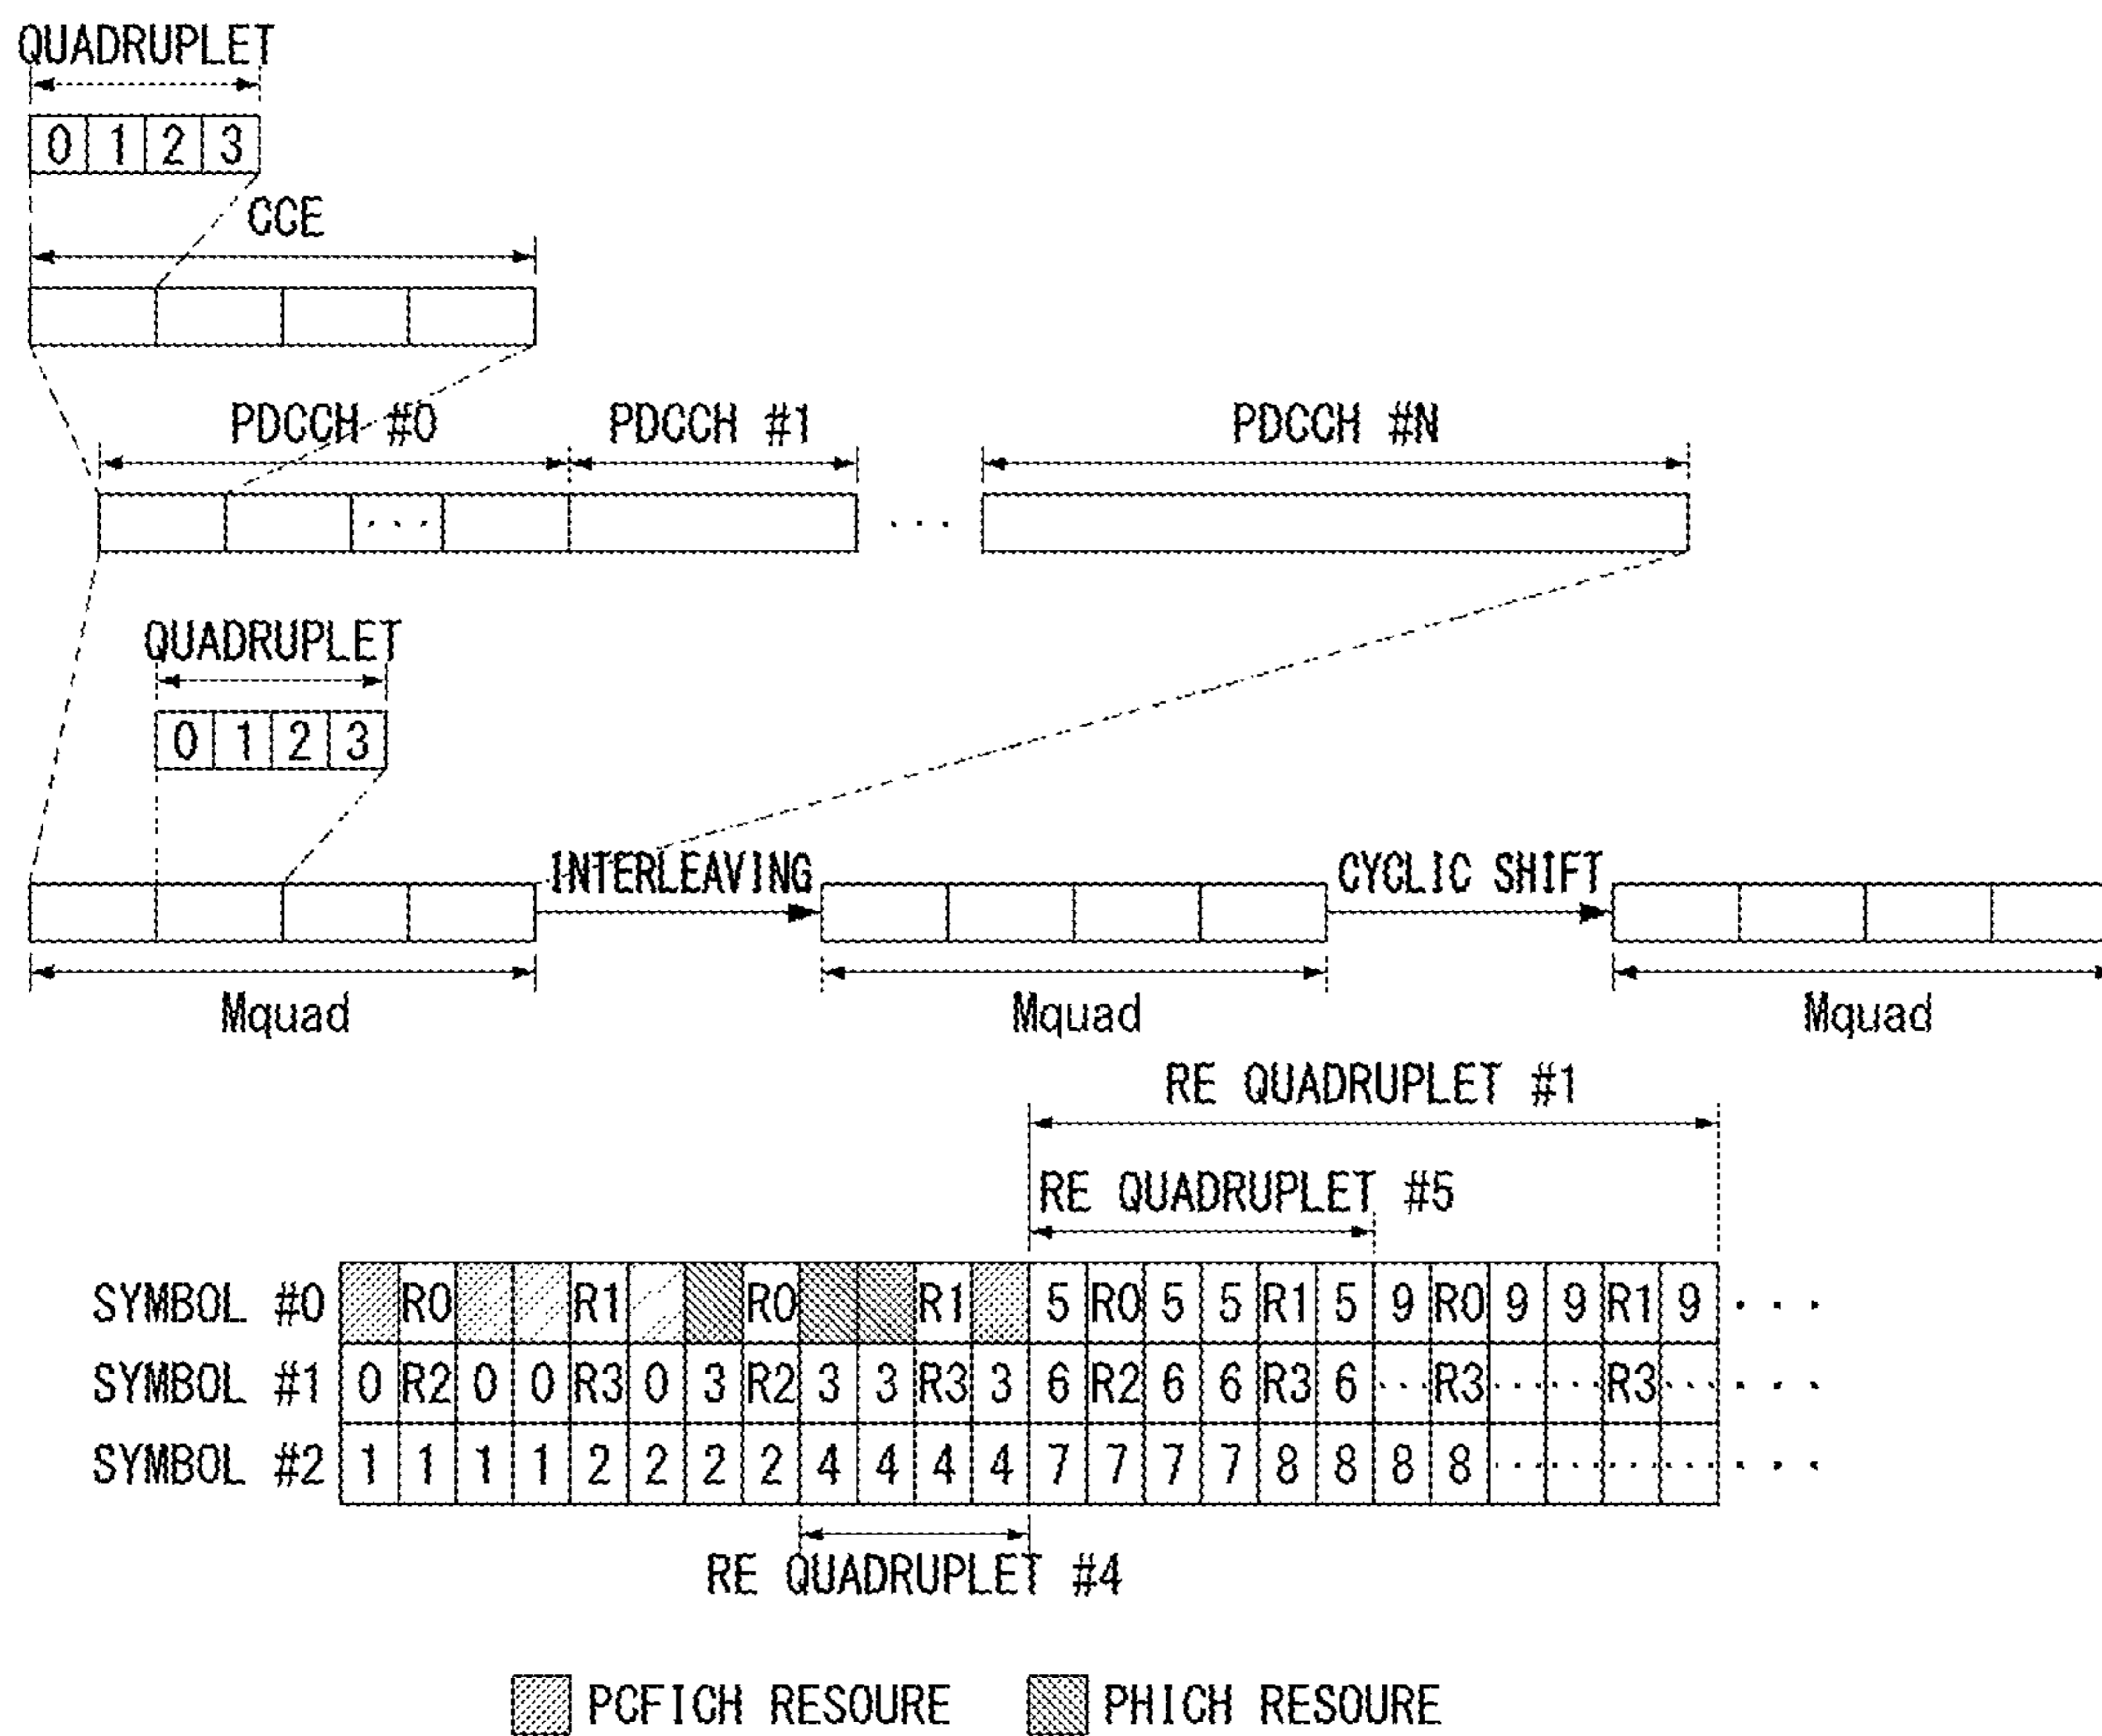 QUADRUPLET
0 1 2 3
CCE
PDCCH #0 PDCCH #1 PDCCH #N
... ...
QUADRUPLET
0 1 2 3
INTERLEAVING CYCLIC SHIFT
Mquad Mquad Mquad
RE QUADRUPLET #1
RE QUADRUPLET #5
SYMBOL #0 R0 R1 R0 R1 5 R0 5 5 R1 5 9 R0 9 9 R1 9 ...
SYMBOL #1 0 R2 0 0 R3 0 3 R2 3 3 R3 3 6 R2 6 6 R3 6 ... R3 ... R3 ...
SYMBOL #2 1 1 1 1 2 2 2 2 4 4 4 4 7 7 7 7 8 8 8 8 ...
RE QUADRUPLET #4
PCFICH RESOURE PHICH RESOURE